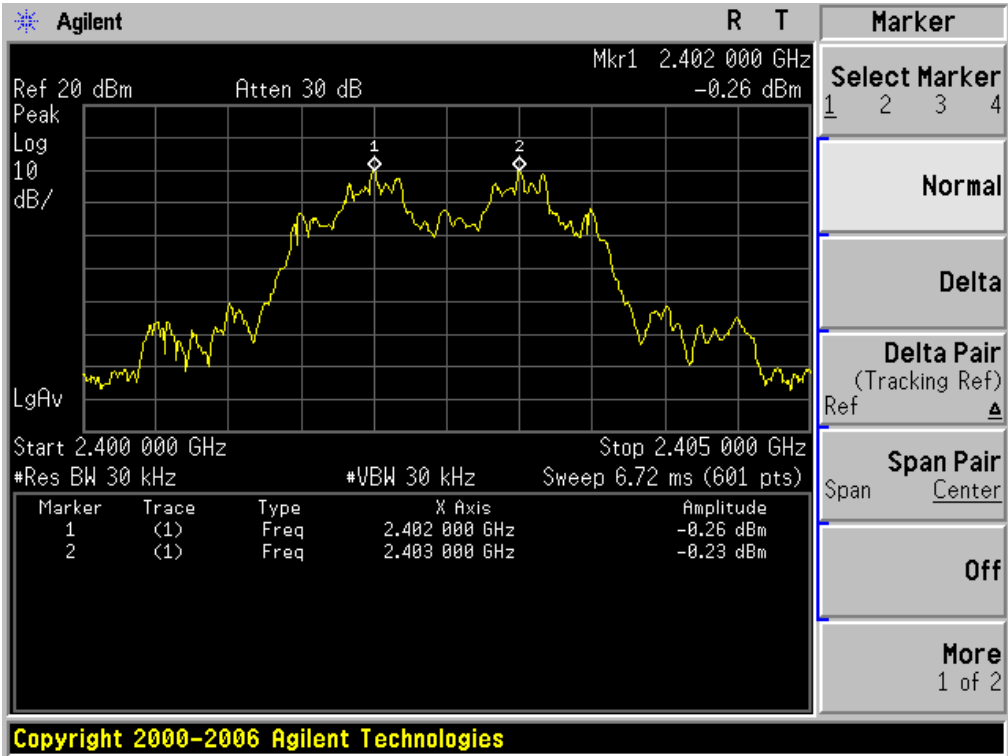 Agilent R T
Mkr1 2.402 000 GHz
Ref 20 dBm Atten 30 dB -0.26 dBm
Peak
Log
10
dB/
1 2
LgAv
Start 2.400 000 GHz Stop 2.405 000 GHz
#Res BW 30 kHz #VBW 30 kHz Sweep 6.72 ms (601 pts)
Marker Trace Type X Axis Amplitude
1 (1) Freq 2.402 000 GHz -0.26 dBm
2 (1) Freq 2.403 000 GHz -0.23 dBm
Marker
Select Marker
1 2 3 4
Normal
Delta
Delta Pair
(Tracking Ref)
Ref Δ
Span Pair
Span Center
Off
More
1 of 2
Copyright 2000-2006 Agilent Technologies